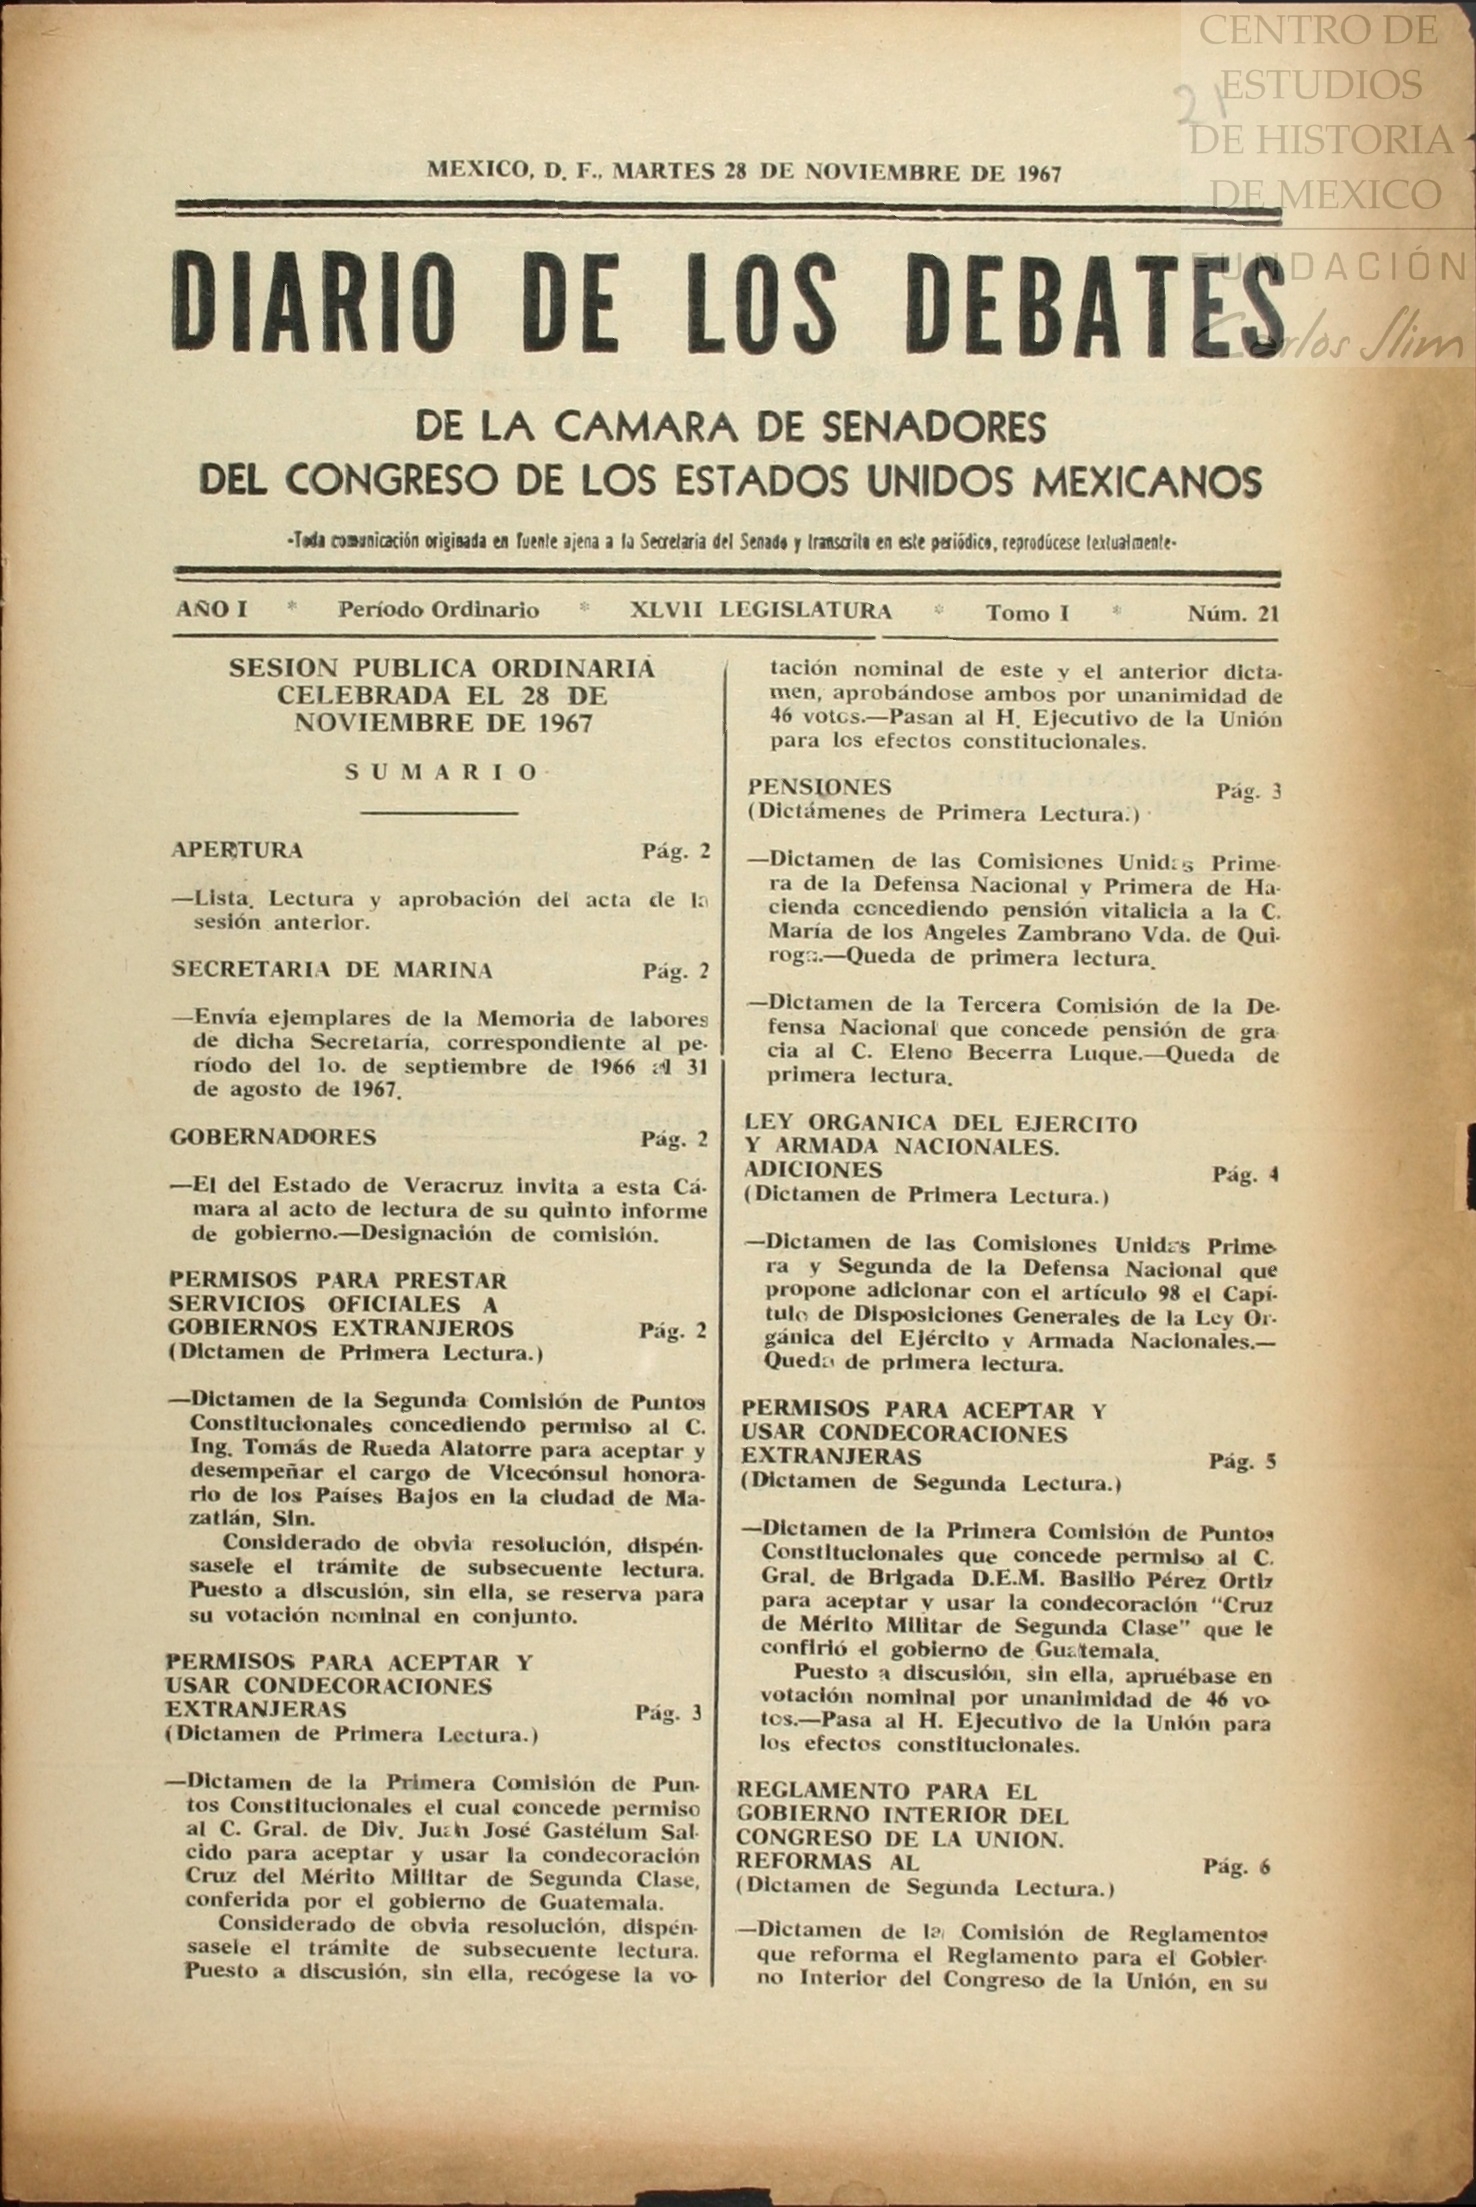 CENTRO DE
ESTUDIOS
DE HISTORIA
DE MEXICO
FUNDACIÓN
Carlos Slim
21
MEXICO, D. F., MARTES 28 DE NOVIEMBRE DE 1967
DIARIO DE LOS DEBATES
DE LA CAMARA DE SENADORES
DEL CONGRESO DE LOS ESTADOS UNIDOS MEXICANOS
-Toda comunicación originada en fuente ajena a la Secretaría del Senado y transcrita en este periódico, reprodúcese textualmente-
AÑO I * Período Ordinario * XLVII LEGISLATURA * Tomo I * Núm. 21
SESION PUBLICA ORDINARIA
CELEBRADA EL 28 DE
NOVIEMBRE DE 1967
SUMARIO
APERTURA Pág. 2
—Lista. Lectura y aprobación del acta de la
sesión anterior.
SECRETARIA DE MARINA Pág. 2
—Envía ejemplares de la Memoria de labores
de dicha Secretaría, correspondiente al pe-
ríodo del 1o. de septiembre de 1966 al 31
de agosto de 1967.
GOBERNADORES Pág. 2
—El del Estado de Veracruz invita a esta Cá-
mara al acto de lectura de su quinto informe
de gobierno.—Designación de comisión.
PERMISOS PARA PRESTAR
SERVICIOS OFICIALES A
GOBIERNOS EXTRANJEROS Pág. 2
(Dictamen de Primera Lectura.)
—Dictamen de la Segunda Comisión de Puntos
Constitucionales concediendo permiso al C.
Ing. Tomás de Rueda Alatorre para aceptar y
desempeñar el cargo de Vicecónsul honora-
rio de los Países Bajos en la ciudad de Ma-
zatlán, Sin.
Considerado de obvia resolución, dispén-
sasele el trámite de subsecuente lectura.
Puesto a discusión, sin ella, se reserva para
su votación nominal en conjunto.
PERMISOS PARA ACEPTAR Y
USAR CONDECORACIONES
EXTRANJERAS Pág. 3
(Dictamen de Primera Lectura.)
—Dictamen de la Primera Comisión de Pun-
tos Constitucionales el cual concede permiso
al C. Gral. de Div. Juan José Gastélum Sal-
cido para aceptar y usar la condecoración
Cruz del Mérito Militar de Segunda Clase,
conferida por el gobierno de Guatemala.
Considerado de obvia resolución, dispén-
sasele el trámite de subsecuente lectura.
Puesto a discusión, sin ella, recógese la vo-
tación nominal de este y el anterior dicta-
men, aprobándose ambos por unanimidad de
46 votos.—Pasan al H. Ejecutivo de la Unión
para los efectos constitucionales.
PENSIONES Pág. 3
(Dictámenes de Primera Lectura.)
—Dictamen de las Comisiones Unidas Prime-
ra de la Defensa Nacional y Primera de Ha-
cienda concediendo pensión vitalicia a la C.
María de los Angeles Zambrano Vda. de Qui-
roga.—Queda de primera lectura.
—Dictamen de la Tercera Comisión de la De-
fensa Nacional que concede pensión de gra
cia al C. Eleno Becerra Luque.—Queda de
primera lectura.
LEY ORGANICA DEL EJERCITO
Y ARMADA NACIONALES.
ADICIONES Pág. 4
(Dictamen de Primera Lectura.)
—Dictamen de las Comisiones Unidas Prime-
ra y Segunda de la Defensa Nacional que
propone adicionar con el artículo 98 el Capí-
tulo de Disposiciones Generales de la Ley Or-
gánica del Ejército y Armada Nacionales.—
Queda de primera lectura.
PERMISOS PARA ACEPTAR Y
USAR CONDECORACIONES
EXTRANJERAS Pág. 5
(Dictamen de Segunda Lectura.)
—Dictamen de la Primera Comisión de Puntos
Constitucionales que concede permiso al C.
Gral. de Brigada D.E.M. Basilio Pérez Ortiz
para aceptar y usar la condecoración "Cruz
de Mérito Militar de Segunda Clase" que le
confirió el gobierno de Guatemala.
Puesto a discusión, sin ella, apruébase en
votación nominal por unanimidad de 46 vo-
tos.—Pasa al H. Ejecutivo de la Unión para
los efectos constitucionales.
REGLAMENTO PARA EL
GOBIERNO INTERIOR DEL
CONGRESO DE LA UNION.
REFORMAS AL Pág. 6
(Dictamen de Segunda Lectura.)
—Dictamen de la Comisión de Reglamentos
que reforma el Reglamento para el Gobier-
no Interior del Congreso de la Unión, en su